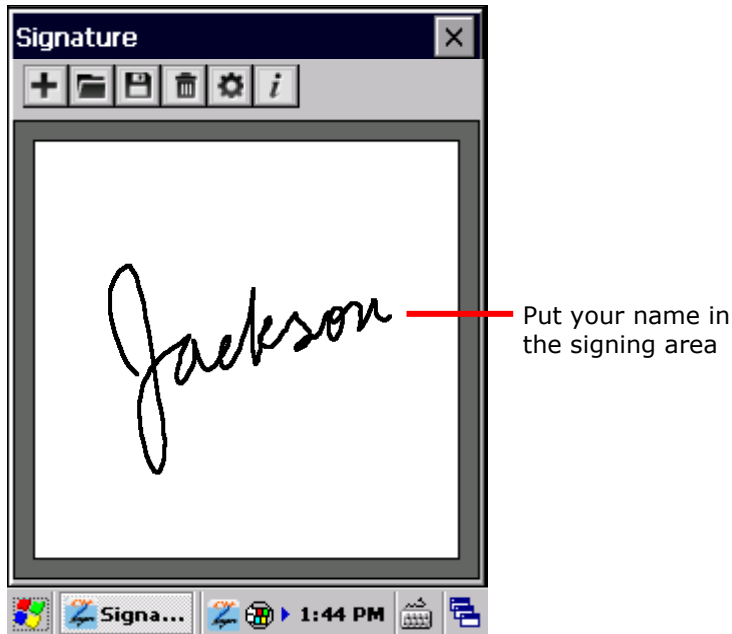 Signature
i
Jackson
Put your name in
the signing area
Signa...
1:44 PM